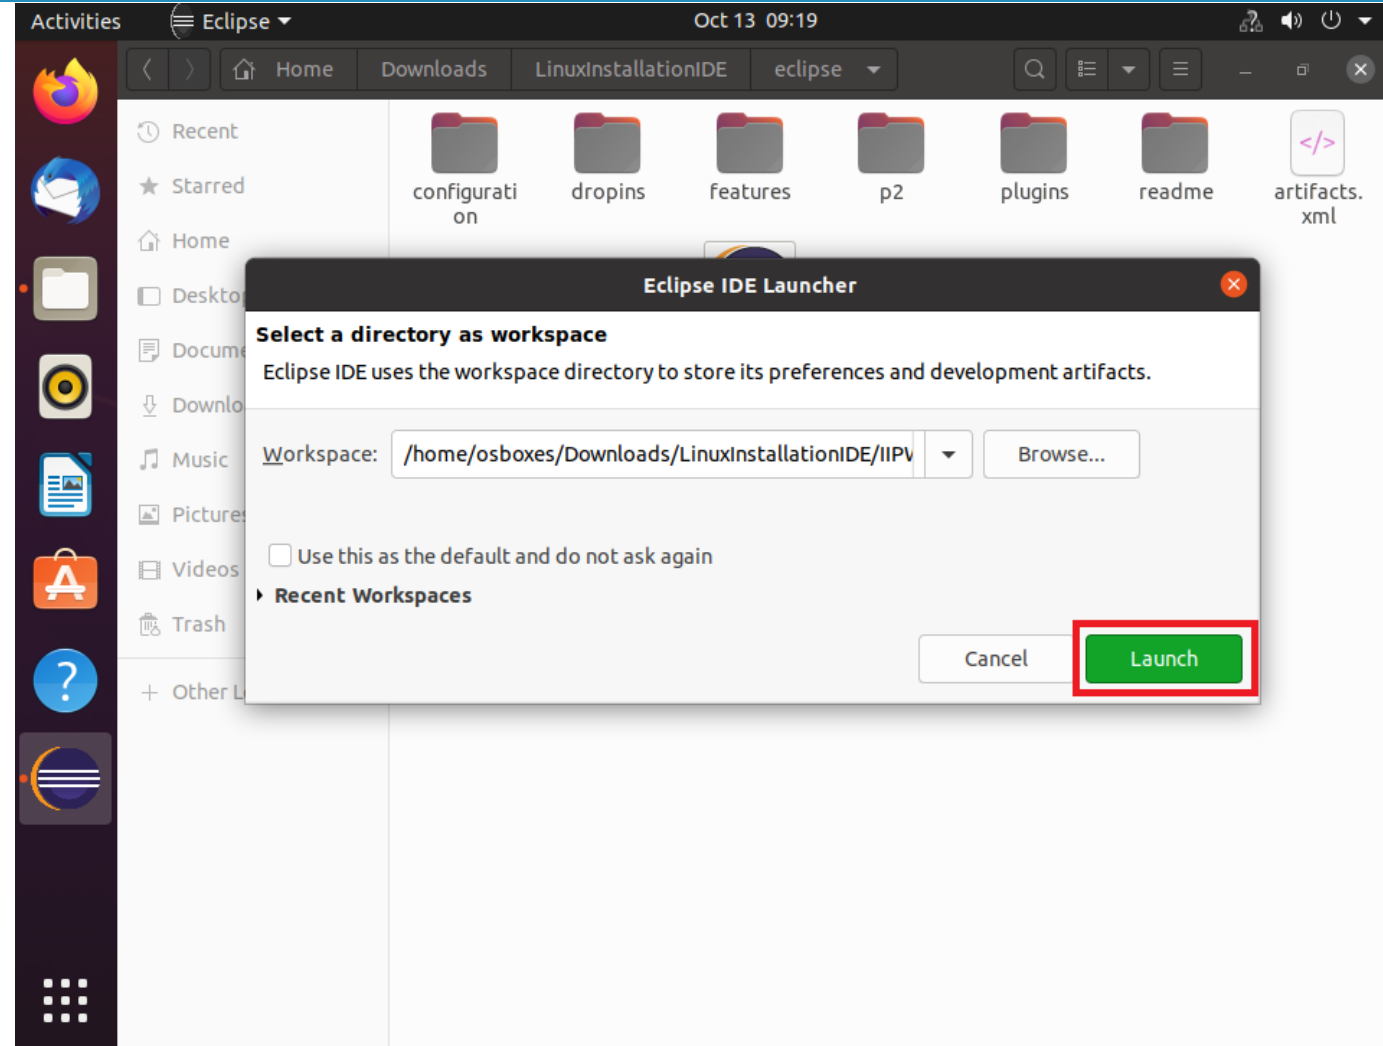 Activities Eclipse Oct 13 09:19
Home Downloads LinuxInstallationIDE eclipse
Recent
Starred
Home
Deskto
Docume
Downlo
Music
Pictures
Videos
Trash
+ Other L
configurati
on
dropins
features
p2
plugins
readme
</>
artifacts.
xml
Eclipse IDE Launcher
Select a directory as workspace
Eclipse IDE uses the workspace directory to store its preferences and development artifacts.
Workspace: /home/osboxes/Downloads/LinuxInstallationIDE/IIPW Browse...
Use this as the default and do not ask again
Recent Workspaces
Cancel Launch